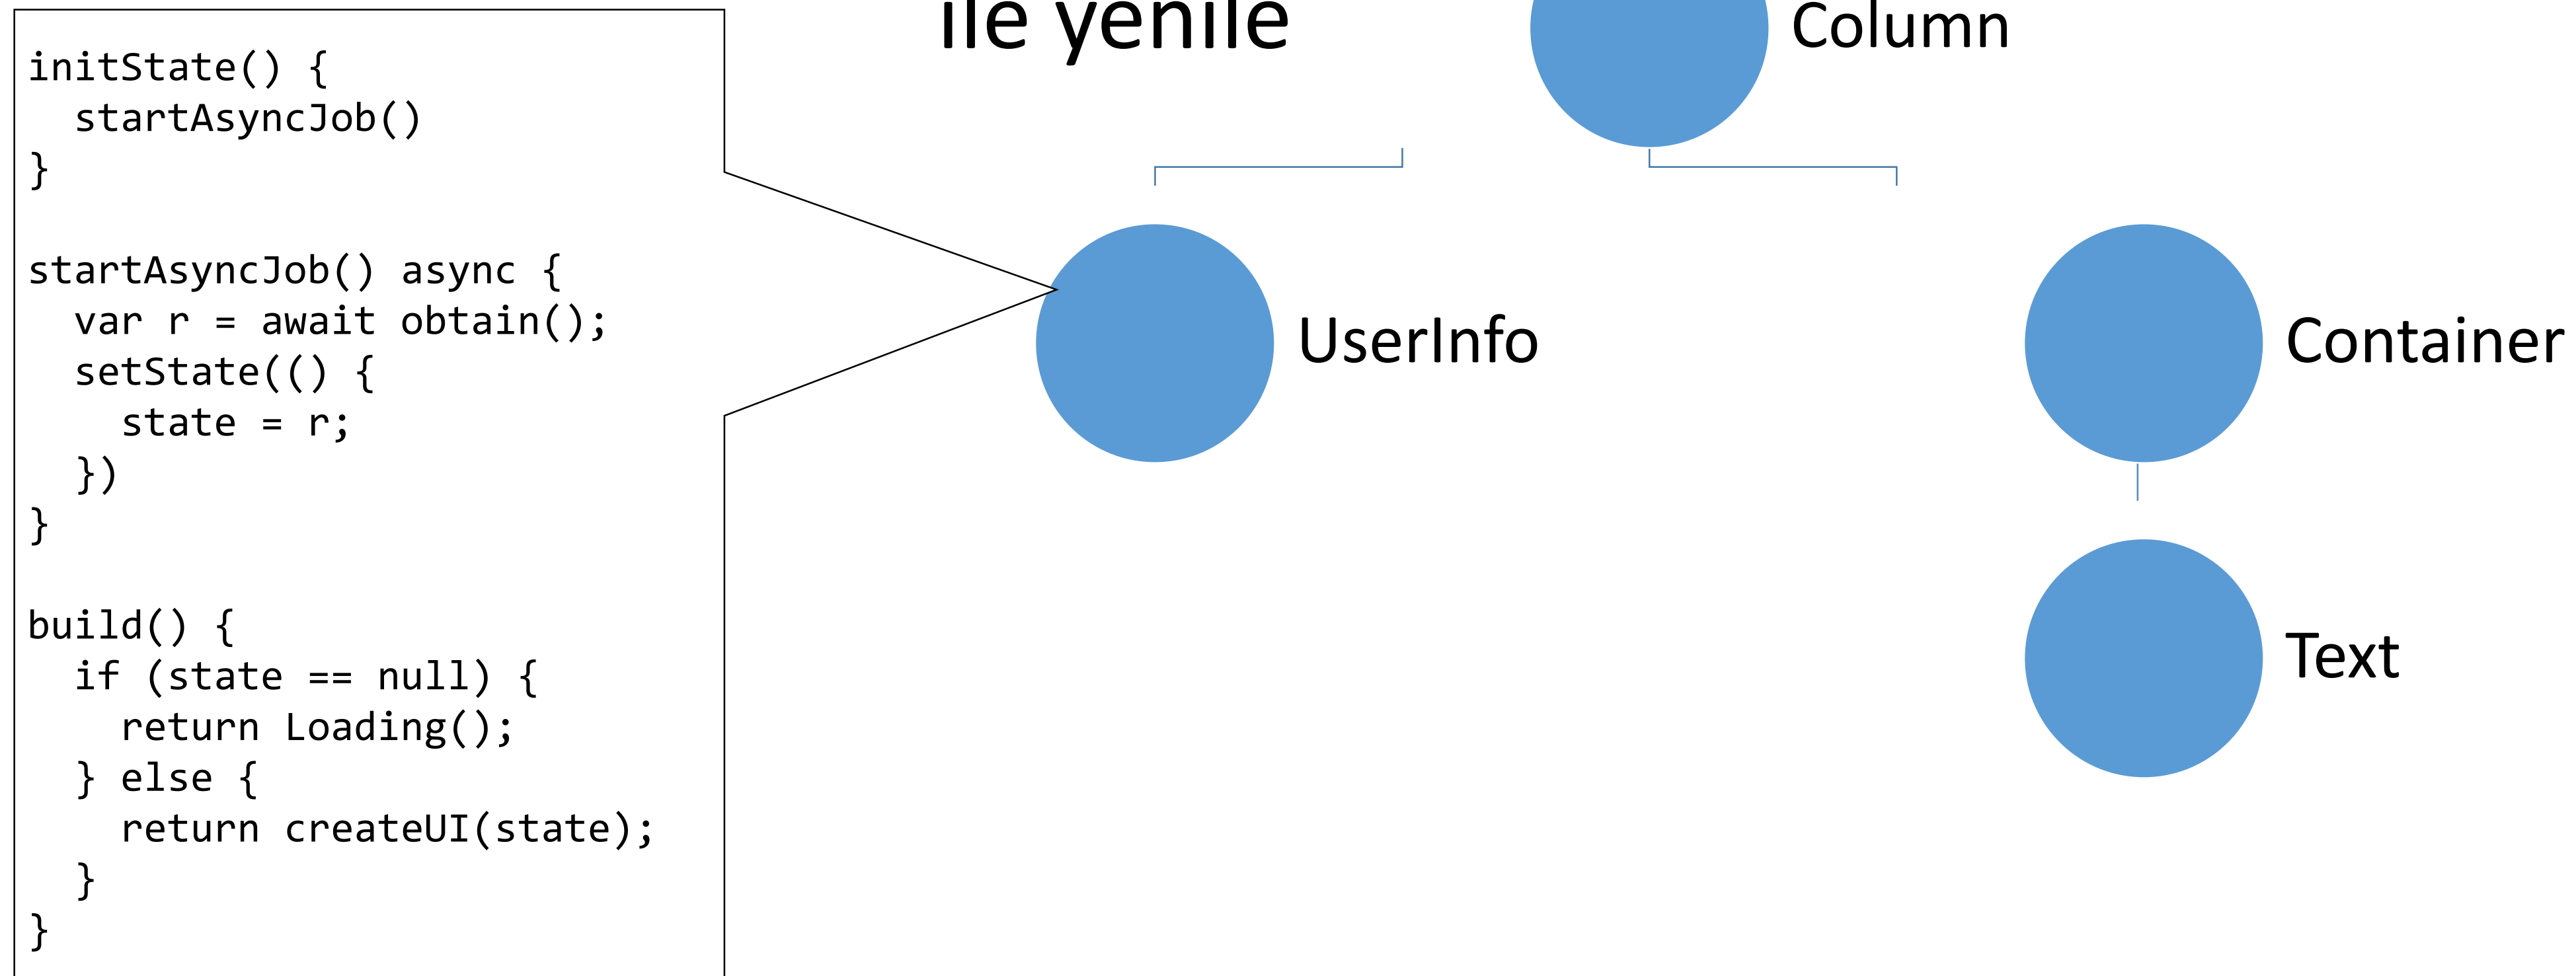 ile yenile
Column
initState() {
  startAsyncJob()
}
startAsyncJob() async {
  var r = await obtain();
  setState(() {
    state = r;
  })
}
build() {
  if (state == null) {
    return Loading();
  } else {
    return createUI(state);
  }
}
UserInfo
Container
Text